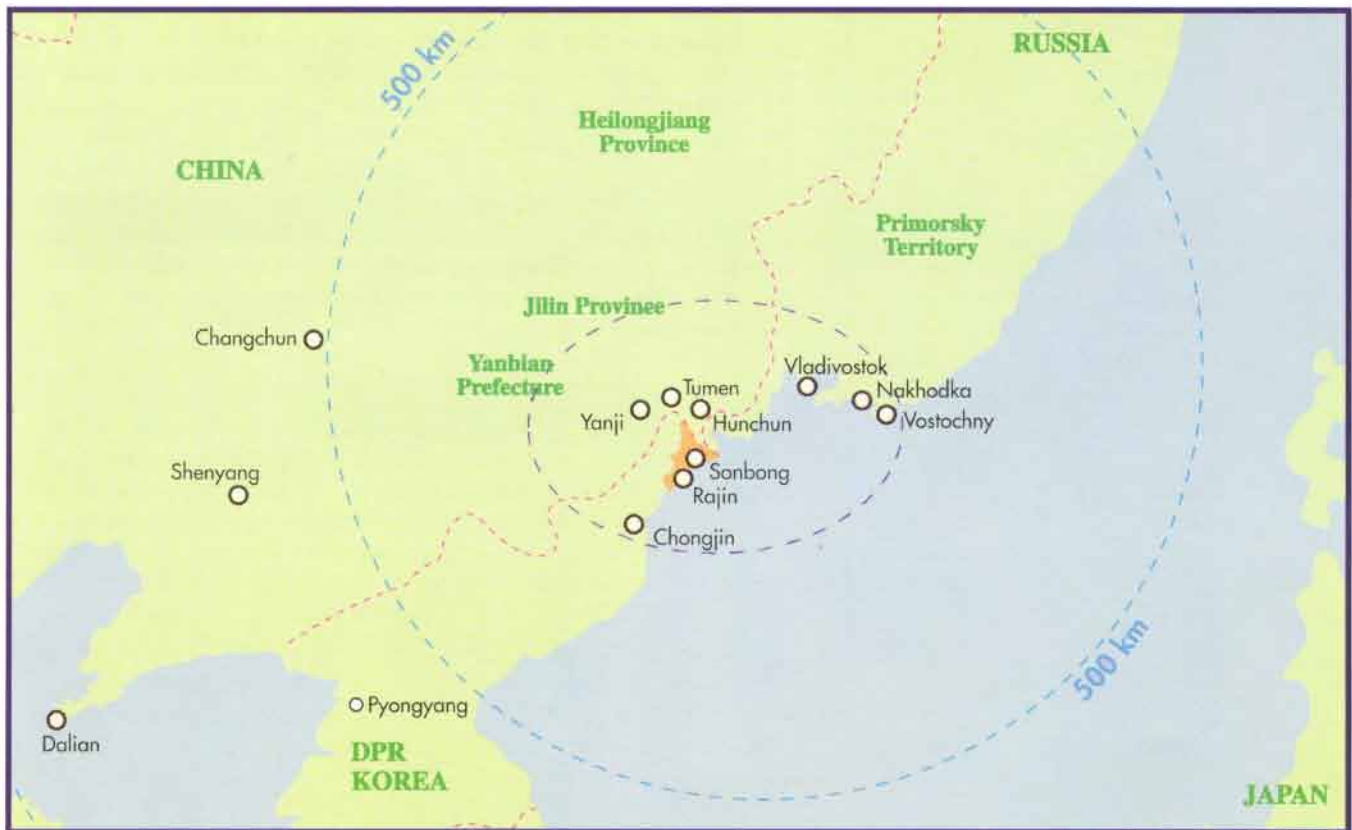 RUSSIA
500 km
Heilongjiang
Province
CHINA
Primorsky
Territory
Jilin Provinee
Changchun
Yanbian
Prefecture
Vladivostok
Tumen
Nakhodka
Yanji
Hunchun
Vostochny
Shenyang
Sonbong
Rajin
Chongjin
500 km
Pyongyang
Dalian
DPR
KOREA
JAPAN